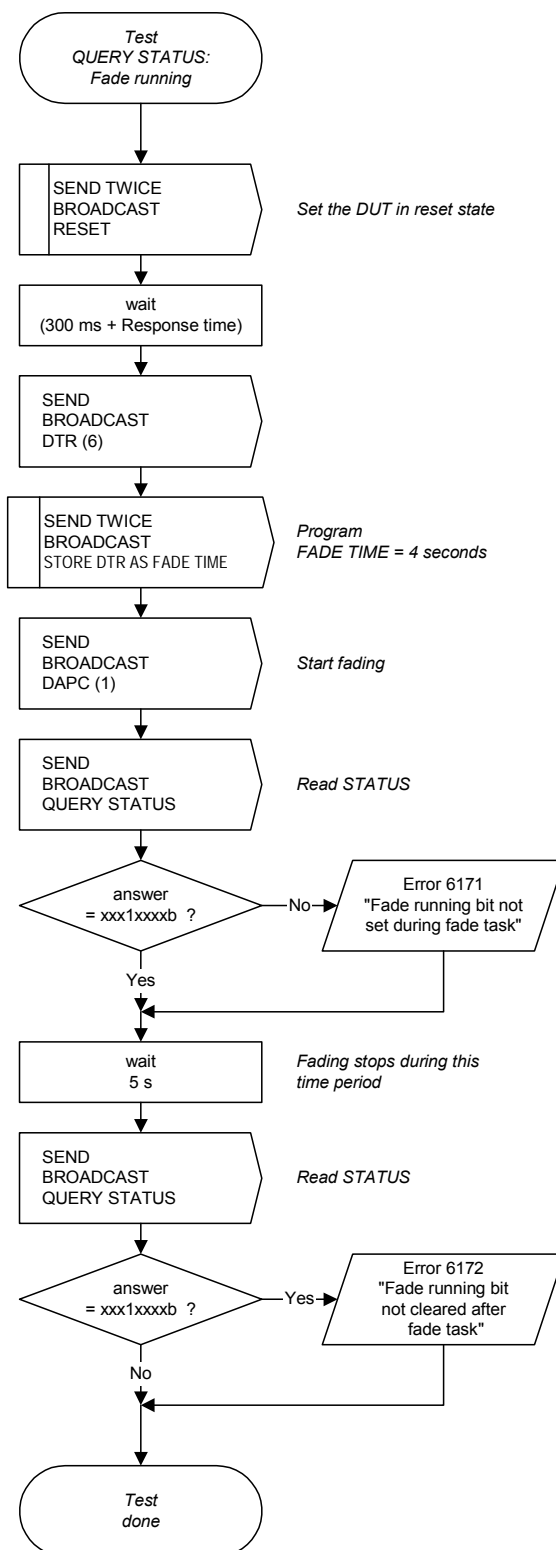 Test
QUERY STATUS:
Fade running
SEND TWICE
BROADCAST
RESET
Set the DUT in reset state
wait
(300 ms + Response time)
SEND
BROADCAST
DTR (6)
SEND TWICE
BROADCAST
STORE DTR AS FADE TIME
Program
FADE TIME = 4 seconds
SEND
BROADCAST
DAPC (1)
Start fading
SEND
BROADCAST
QUERY STATUS
Read STATUS
answer
= xxx1xxxxb ?
No
Error 6171
"Fade running bit not
set during fade task"
Yes
wait
5 s
Fading stops during this
time period
SEND
BROADCAST
QUERY STATUS
Read STATUS
answer
= xxx1xxxxb ?
Yes
Error 6172
"Fade running bit
not cleared after
fade task"
No
Test
done